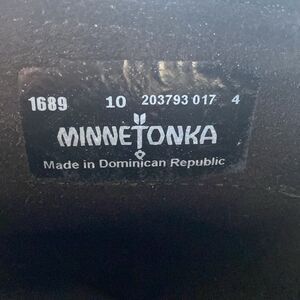 1689 10 203793 017 4
MINNETONKA
Made in Dominican Republic